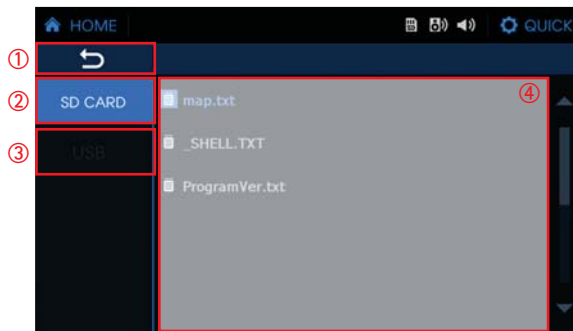 HOME
QUICK
①
② SD CARD
③ USB
④
map.txt
_SHELL.TXT
ProgramVer.txt